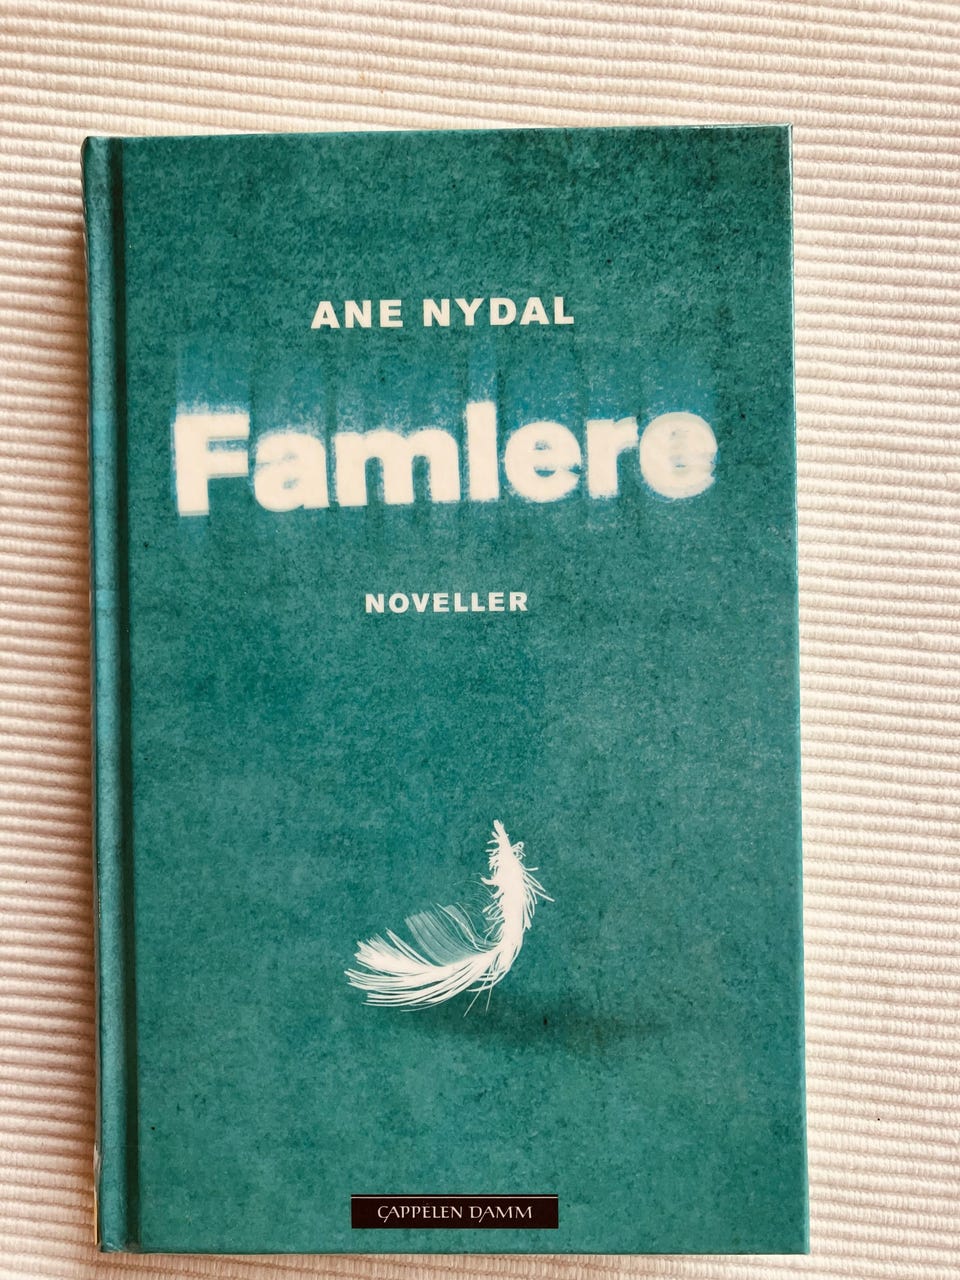 ANE NYDAL
Famlere
NOVELLER
CAPPELEN DAMM